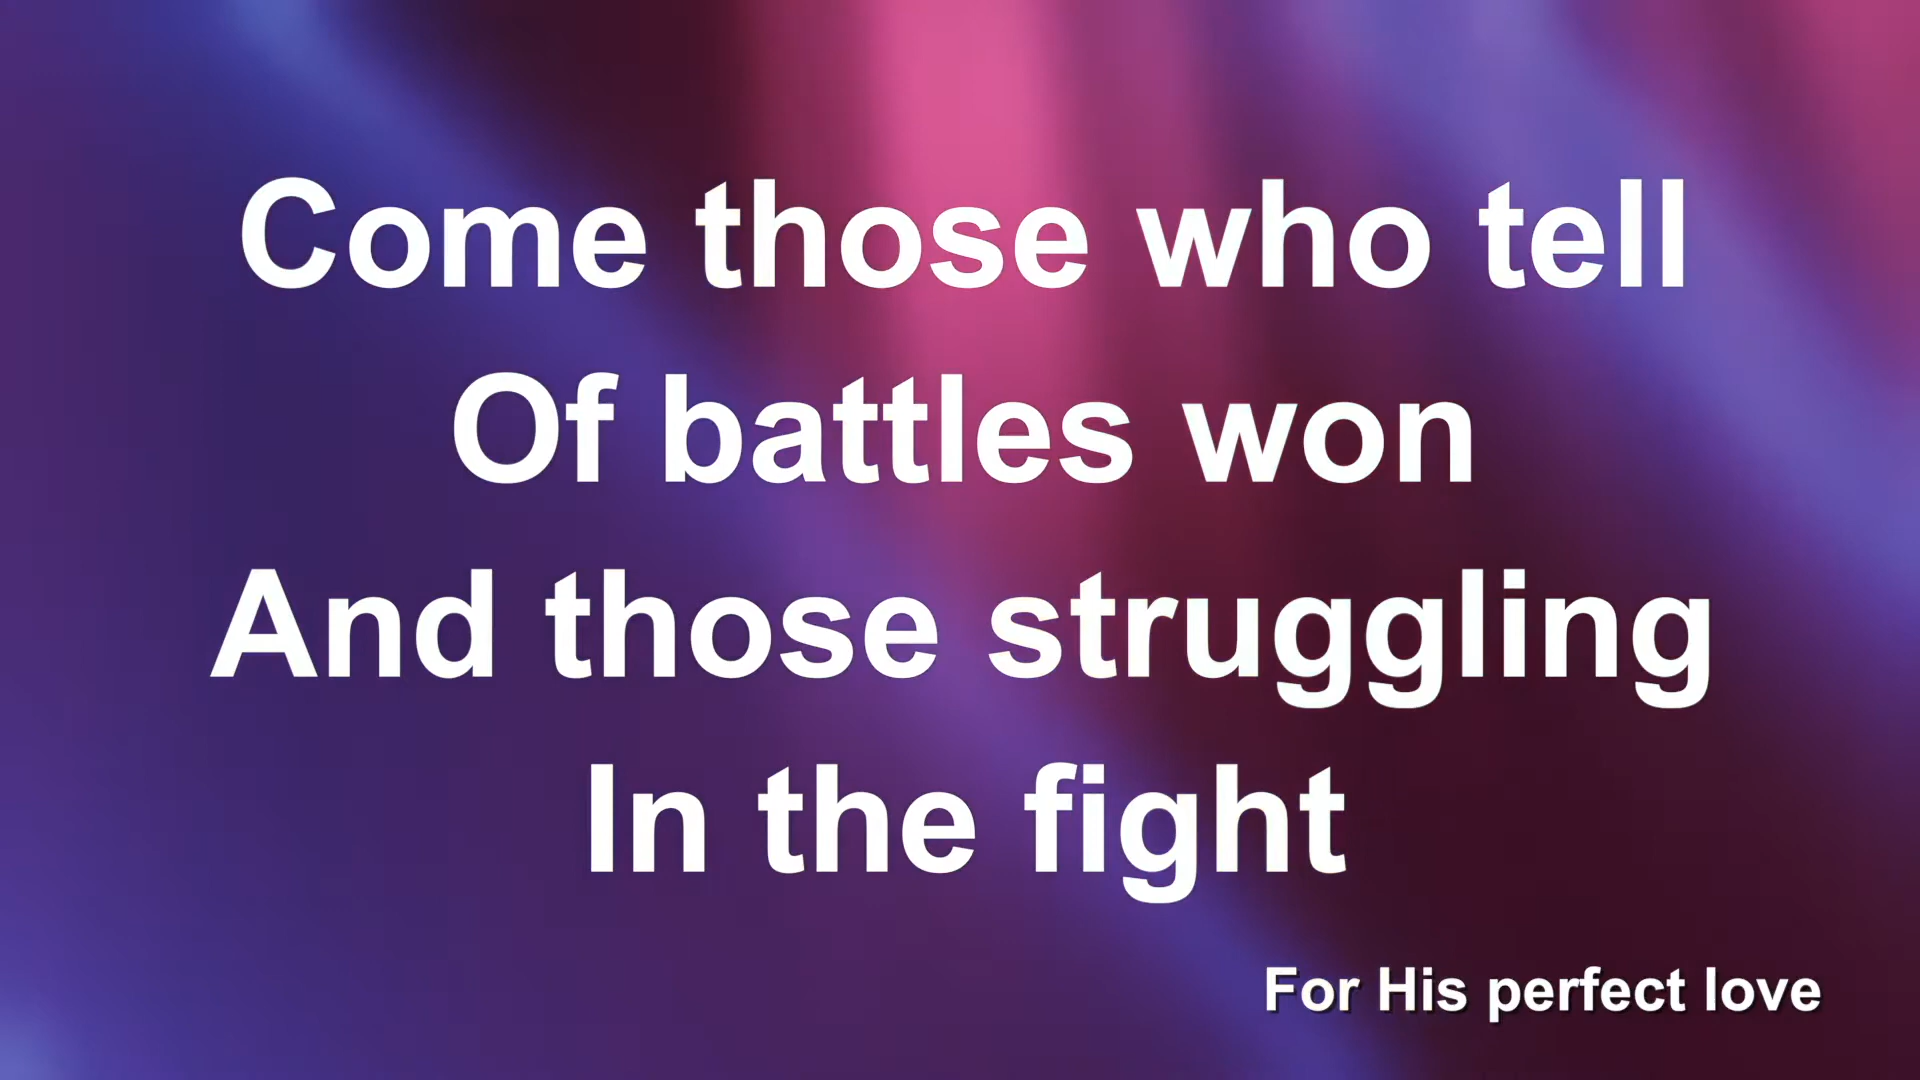 Come those who tell
Of battles won
And those struggling
In the fight
For His perfect love